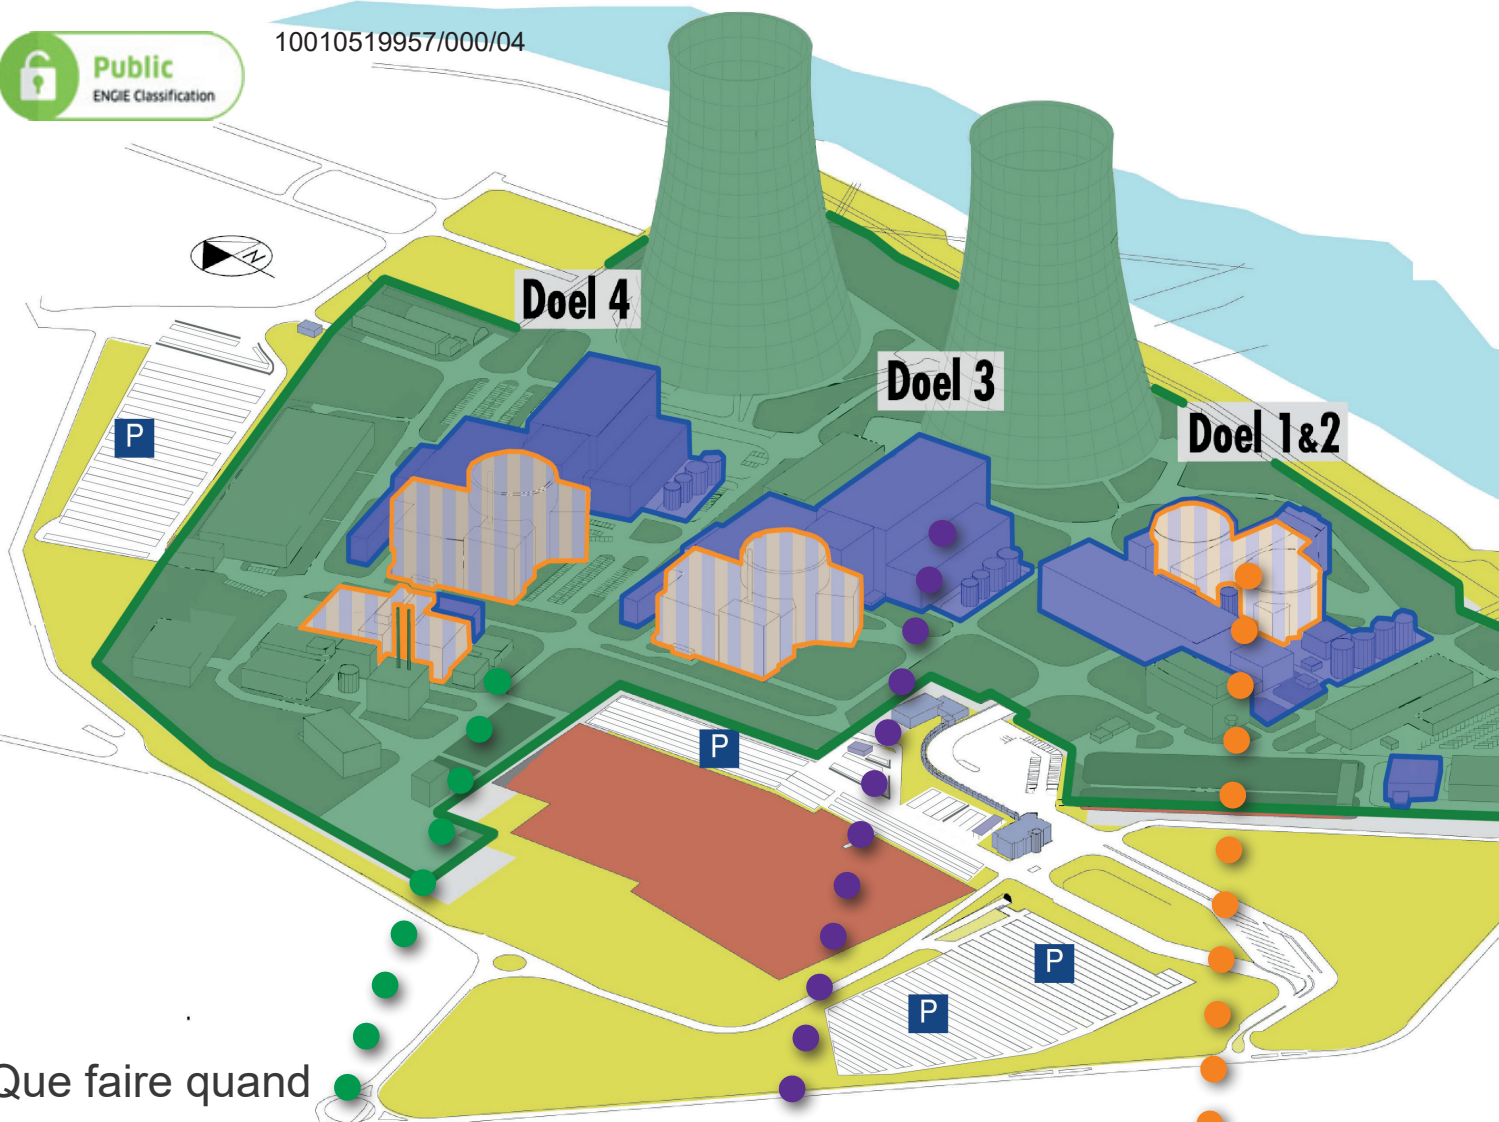 10010519957/000/04
Public
ENGIE Classification
N
Doel 4
Doel 3
Doel 1&2
P
P
P
P
Que faire quand